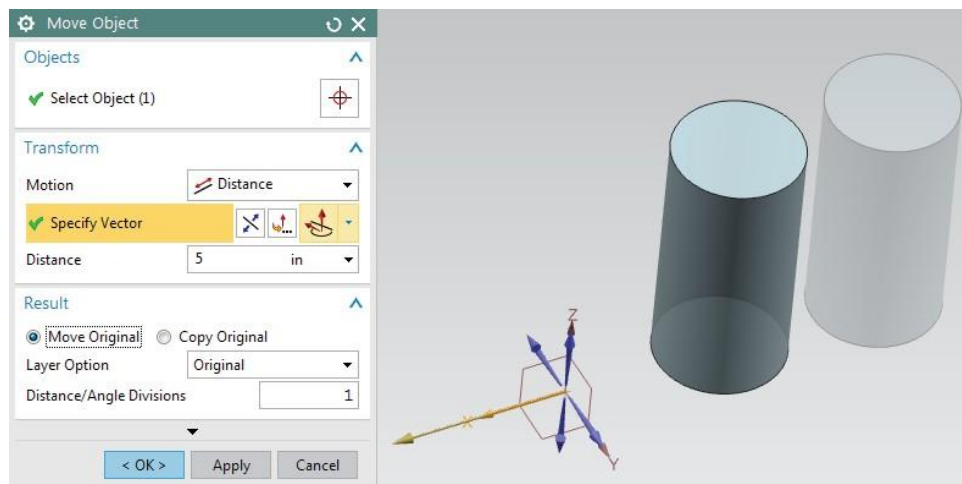 Move Object
Objects
Select Object (1)
Transform
Motion Distance
Specify Vector
Distance 5 in
Result
Move Original Copy Original
Layer Option Original
Distance/Angle Divisions 1
< OK > Apply Cancel
Z
X
Y